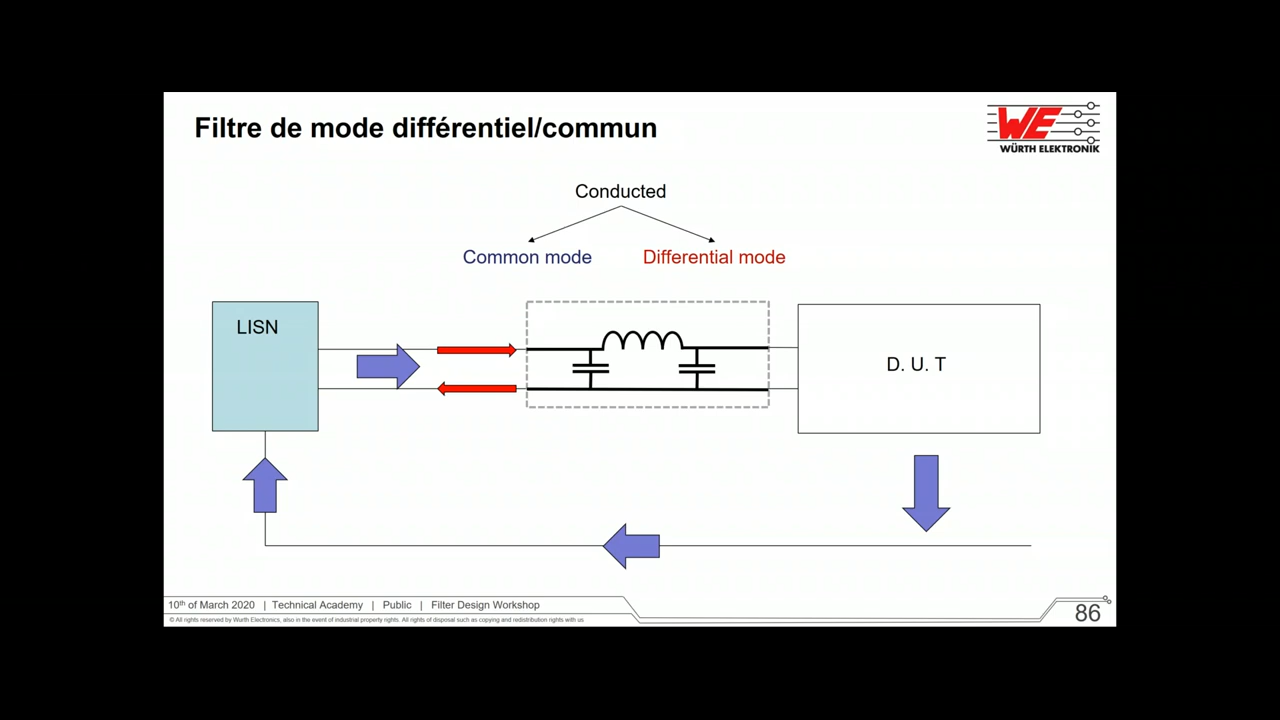 Filtre de mode différentiel/commun
WE
WÜRTH ELEKTRONIK
Conducted
Common mode
Differential mode
LISN
D. U. T
10th of March 2020 | Technical Academy | Public | Filter Design Workshop
© All rights reserved by Wurth Electronics, also in the event of industrial property rights. All rights of disposal such as copying and redistribution rights with us
86